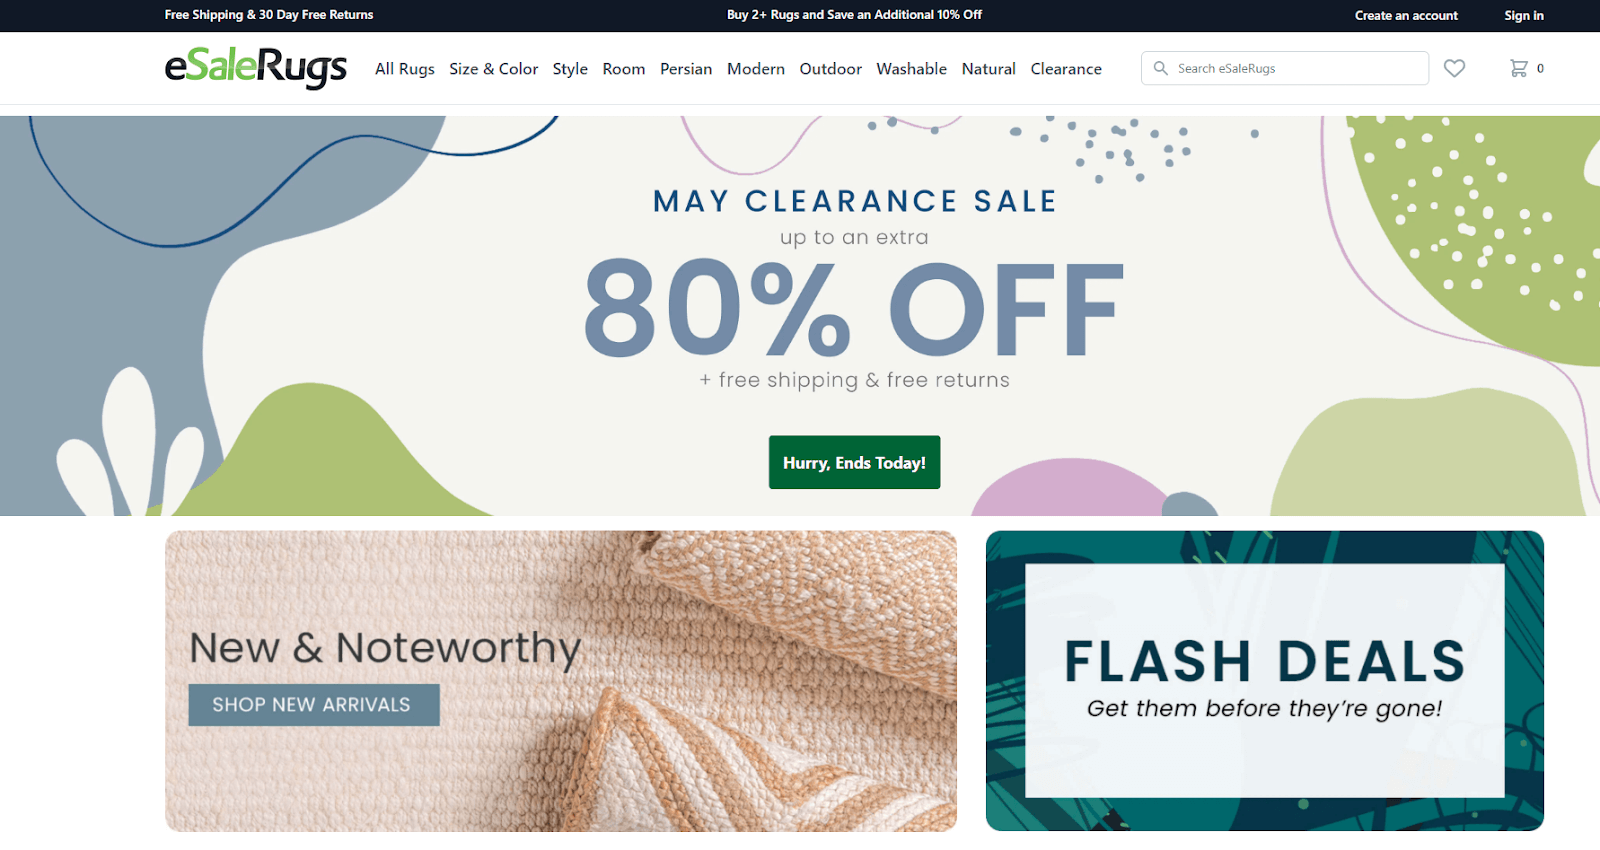 Free Shipping & 30 Day Free Returns
Buy 2+ Rugs and Save an Additional 10% Off
Create an account
Sign in
eSaleRugs
All Rugs
Size & Color
Style
Room
Persian
Modern
Outdoor
Washable
Natural
Clearance
Search eSaleRugs
0
MAY CLEARANCE SALE
up to an extra
80% OFF
+ free shipping & free returns
Hurry, Ends Today!
New & Noteworthy
SHOP NEW ARRIVALS
FLASH DEALS
Get them before they're gone!